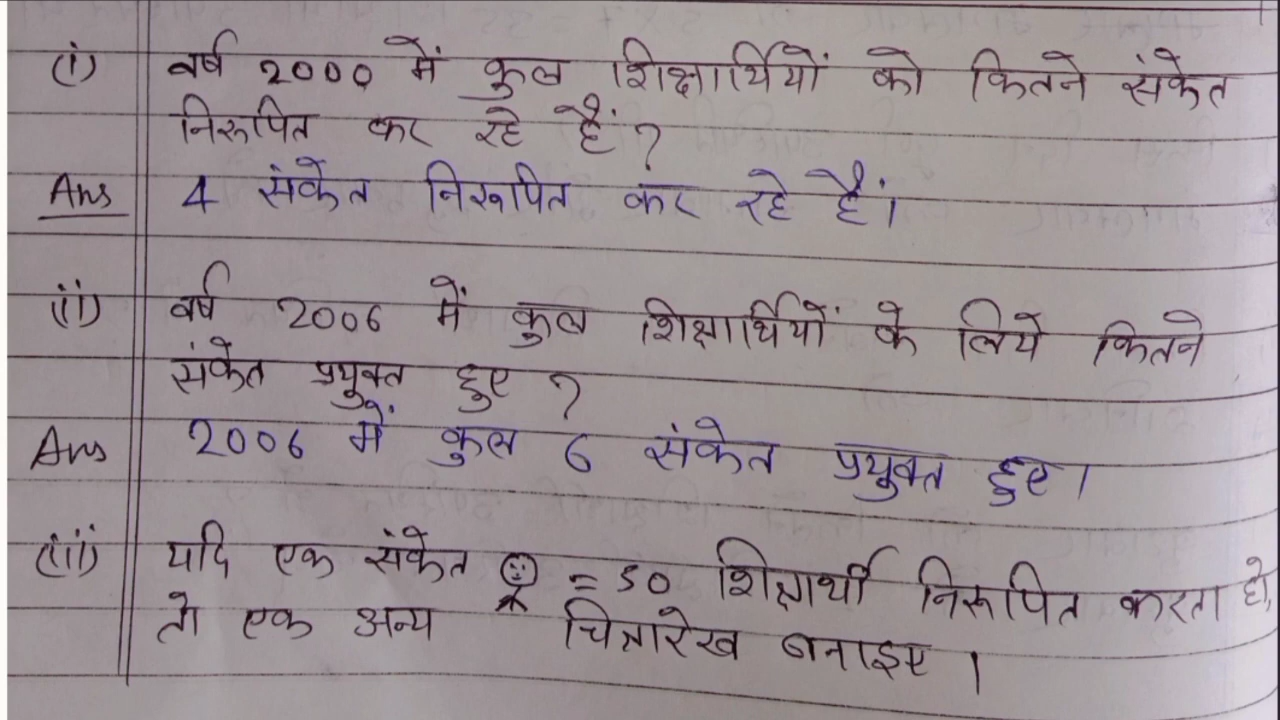 (i) वर्ष 2000 में कुल शिक्षार्थियों को कितने संकेत
निरूपित कर रहे हैं?
Ans 4 संकेत निरूपित कर रहे हैं।
(ii) वर्ष 2006 में कुल शिक्षार्थियों के लिये कितने
संकेत प्रयुक्त हुए ?
Ans 2006 में कुल 6 संकेत प्रयुक्त हुए।
(iii) यदि एक संकेत = 50 शिक्षार्थी निरूपित करता हो,
तो एक अन्य चित्रारेख बनाइए।